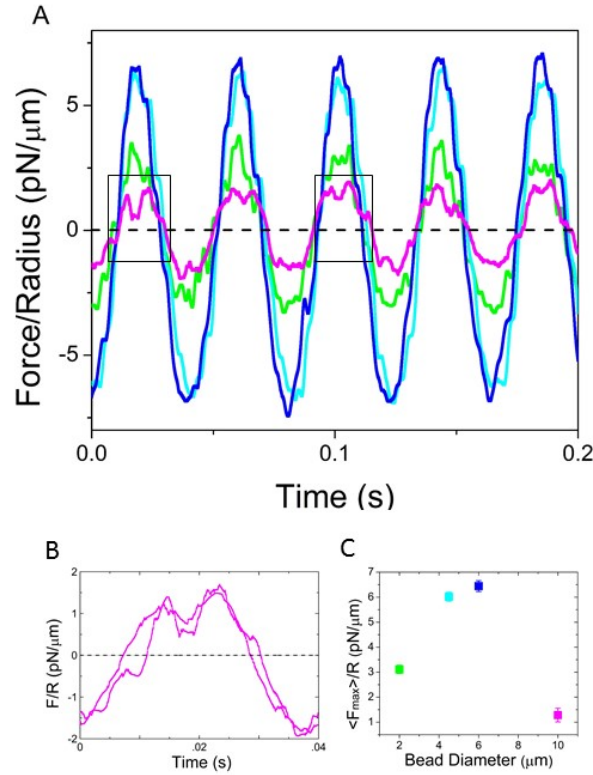 A
Force/Radius (pN/μm)
5
0
-5
0.0
0.1
0.2
Time (s)
B
F/R (pN/μm)
2
1
0
-1
-2
0
.02
.04
Time (s)
C
<Fmax>/R (pN/μm)
7
6
5
4
3
2
1
2
4
6
8
10
Bead Diameter (μm)